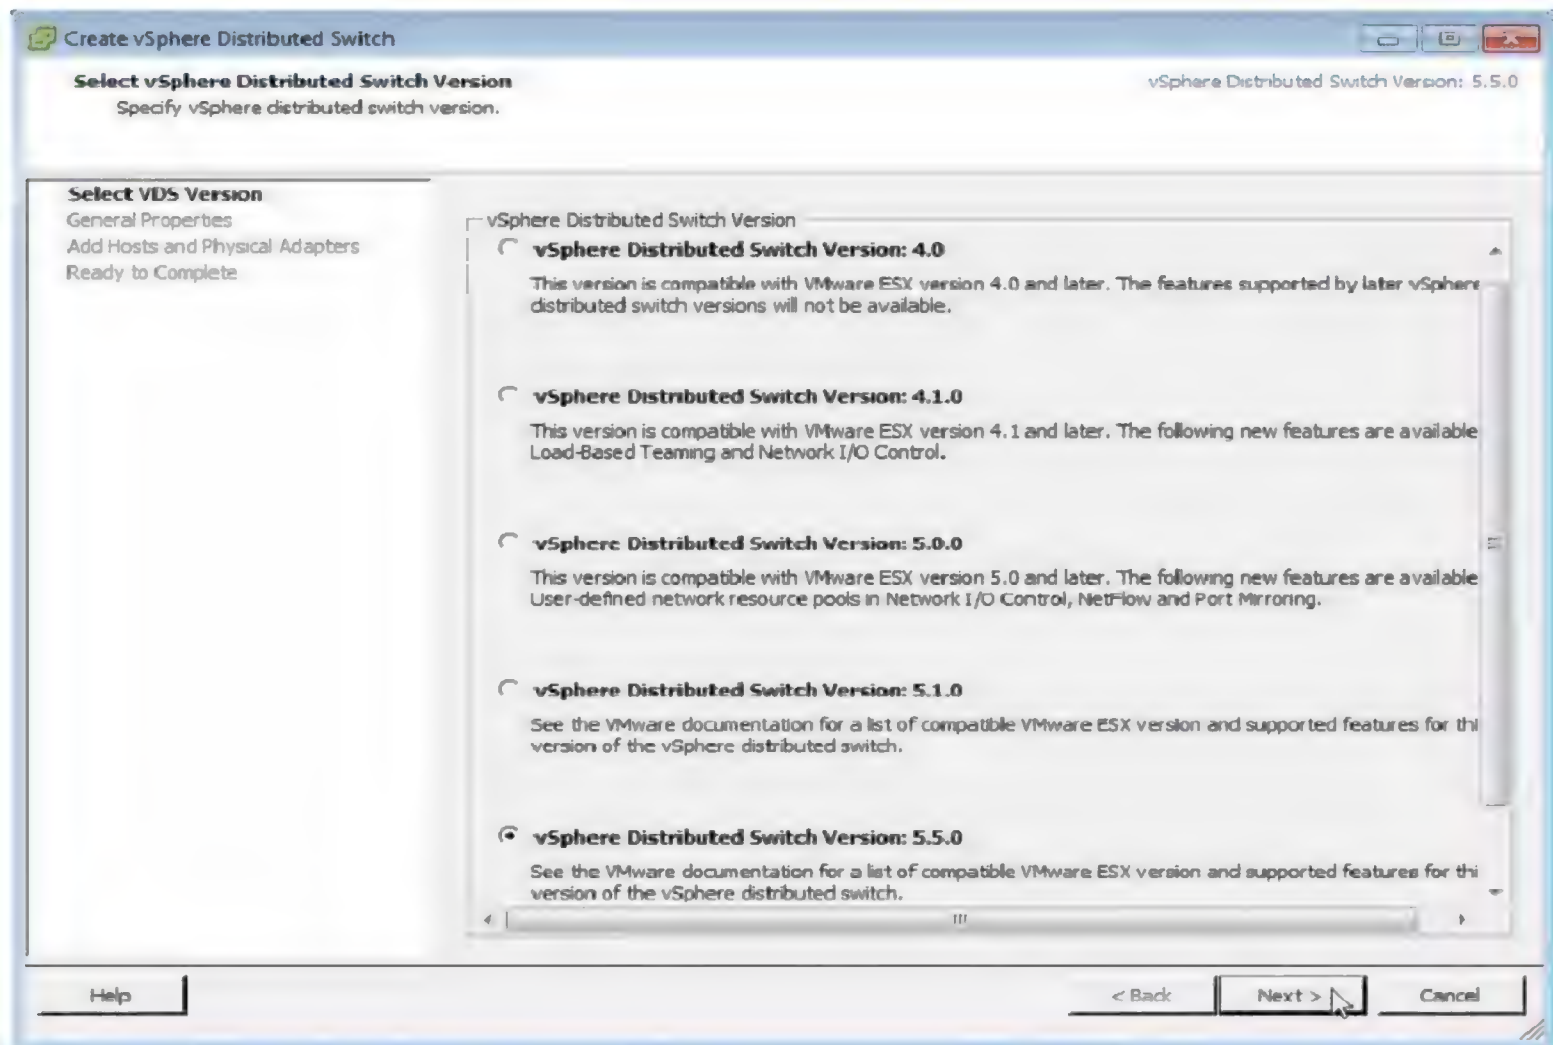 Create vSphere Distributed Switch
Select vSphere Distributed Switch Version
vSphere Distributed Switch Version: 5.5.0
Specify vSphere distributed switch version.
Select VDS Version
General Properties
Add Hosts and Physical Adapters
Ready to Complete
vSphere Distributed Switch Version
vSphere Distributed Switch Version: 4.0
This version is compatible with VMware ESX version 4.0 and later. The features supported by later vSphere
distributed switch versions will not be available.
vSphere Distributed Switch Version: 4.1.0
This version is compatible with VMware ESX version 4.1 and later. The following new features are available
Load-Based Teaming and Network I/O Control.
vSphere Distributed Switch Version: 5.0.0
This version is compatible with VMware ESX version 5.0 and later. The following new features are available
User-defined network resource pools in Network I/O Control, NetFlow and Port Mirroring.
vSphere Distributed Switch Version: 5.1.0
See the VMware documentation for a list of compatible VMware ESX version and supported features for thi
version of the vSphere distributed switch.
vSphere Distributed Switch Version: 5.5.0
See the VMware documentation for a list of compatible VMware ESX version and supported features for thi
version of the vSphere distributed switch.
Help
< Back
Next >
Cancel